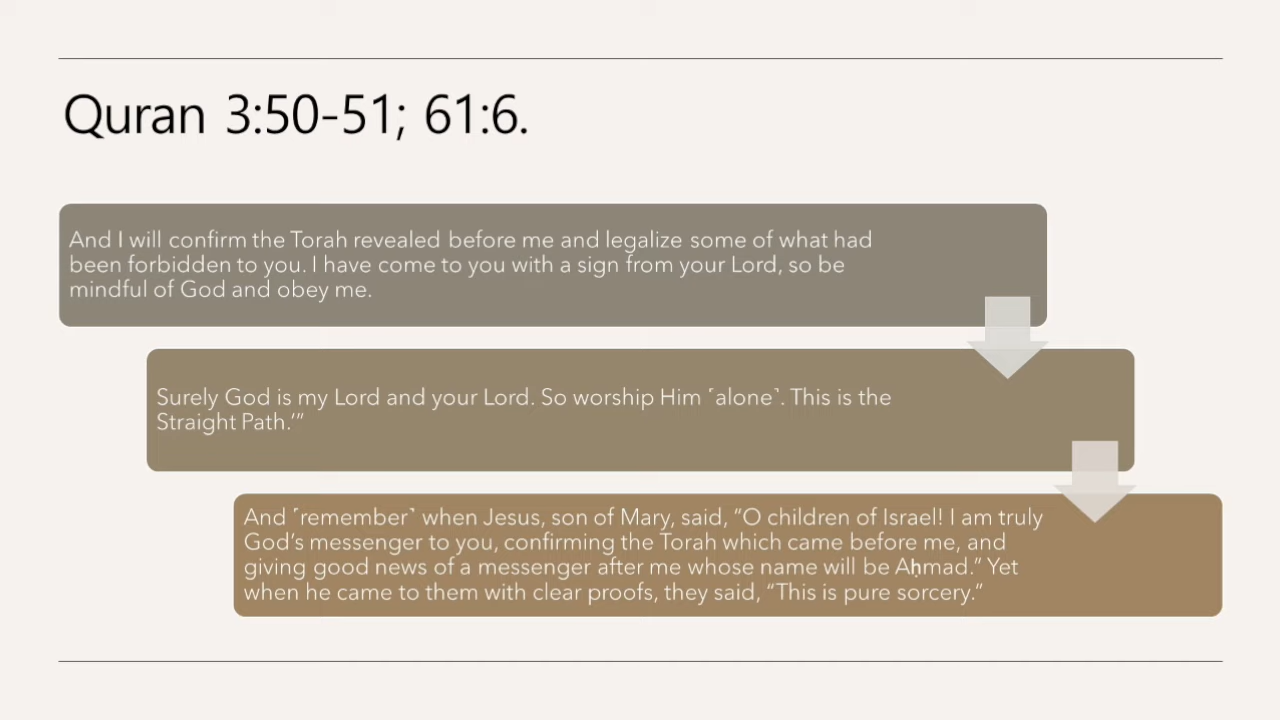 Quran 3:50-51; 61:6.
And I will confirm the Torah revealed before me and legalize some of what had
been forbidden to you. I have come to you with a sign from your Lord, so be
mindful of God and obey me.
Surely God is my Lord and your Lord. So worship Him ˹alone˺. This is the
Straight Path.’”
And ˹remember˺ when Jesus, son of Mary, said, “O children of Israel! I am truly
God’s messenger to you, confirming the Torah which came before me, and
giving good news of a messenger after me whose name will be Aḥmad.” Yet
when he came to them with clear proofs, they said, “This is pure sorcery.”